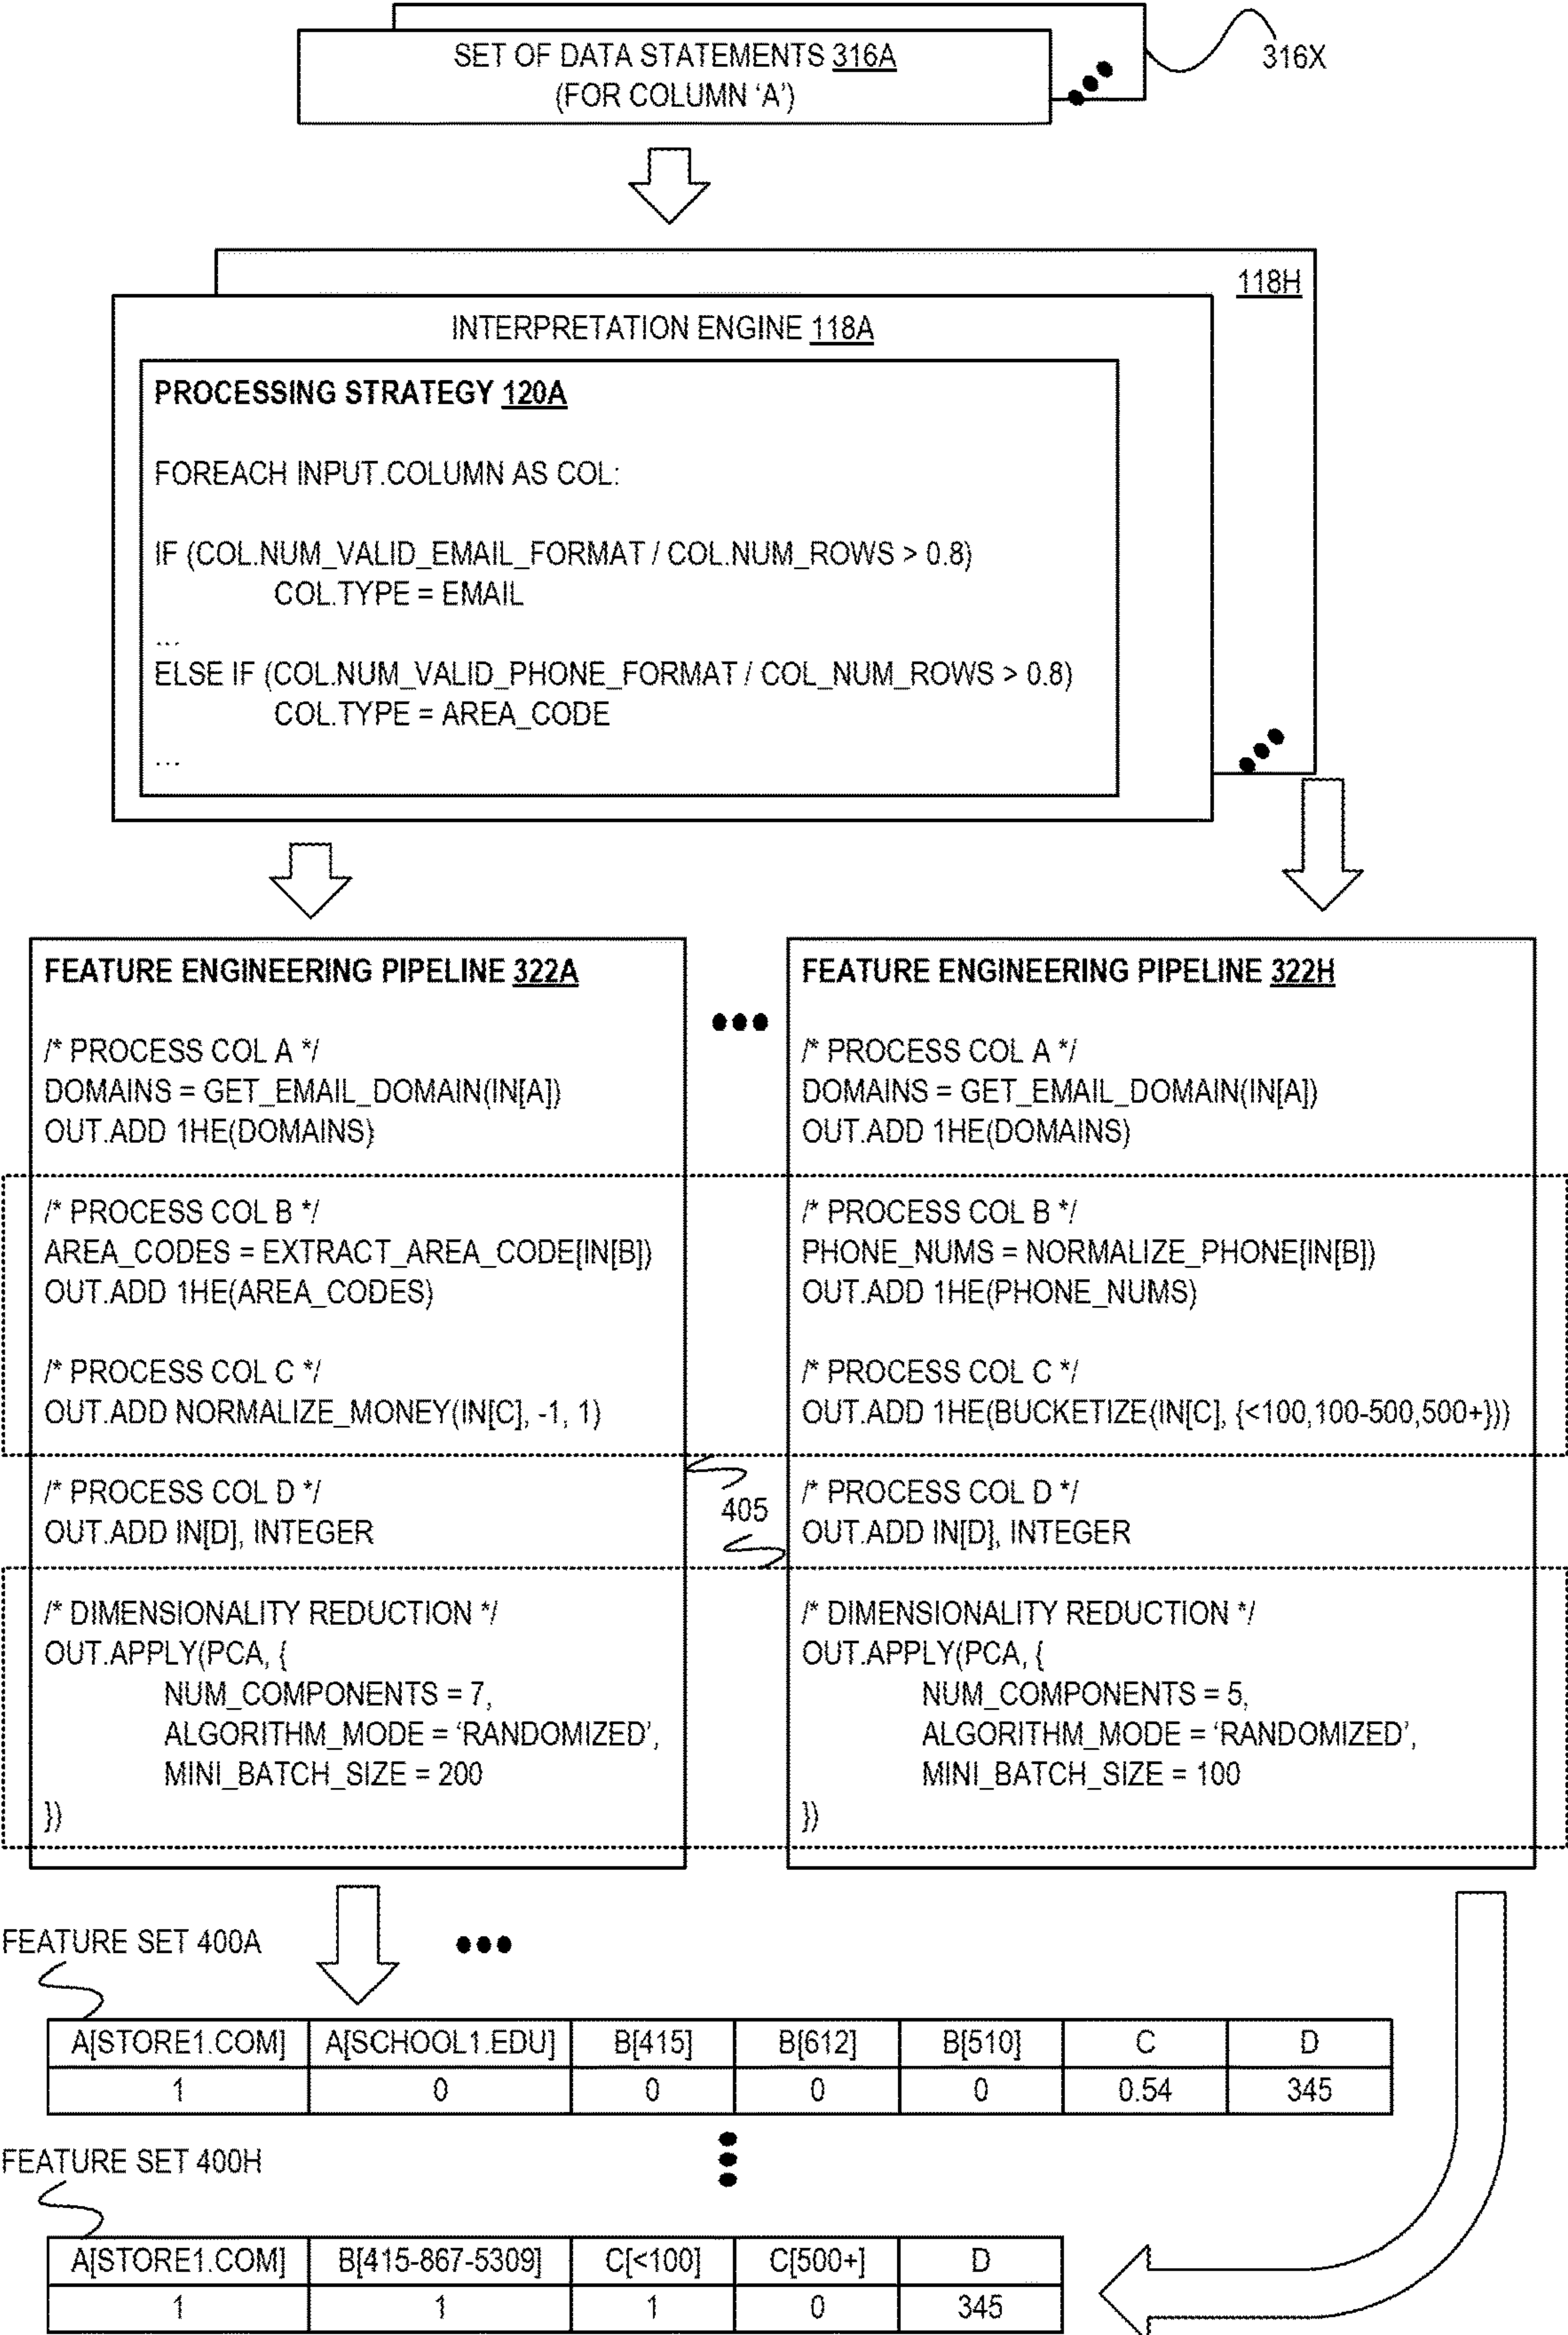 SET OF DATA STATEMENTS 316A
(FOR COLUMN ‘A’)
316X
118H
INTERPRETATION ENGINE 118A
PROCESSING STRATEGY 120A
FOREACH INPUT.COLUMN AS COL:
IF (COL.NUM_VALID_EMAIL_FORMAT / COL.NUM_ROWS > 0.8)
COL.TYPE = EMAIL
...
ELSE IF (COL.NUM_VALID_PHONE_FORMAT / COL_NUM_ROWS > 0.8)
COL.TYPE = AREA_CODE
...
FEATURE ENGINEERING PIPELINE 322A
/* PROCESS COL A */
DOMAINS = GET_EMAIL_DOMAIN(IN[A])
OUT.ADD 1HE(DOMAINS)
/* PROCESS COL B */
AREA_CODES = EXTRACT_AREA_CODE[IN[B])
OUT.ADD 1HE(AREA_CODES)
/* PROCESS COL C */
OUT.ADD NORMALIZE_MONEY(IN[C], -1, 1)
/* PROCESS COL D */
OUT.ADD IN[D], INTEGER
/* DIMENSIONALITY REDUCTION */
OUT.APPLY(PCA, {
NUM_COMPONENTS = 7,
ALGORITHM_MODE = ‘RANDOMIZED’,
MINI_BATCH_SIZE = 200
})
405
FEATURE ENGINEERING PIPELINE 322H
/* PROCESS COL A */
DOMAINS = GET_EMAIL_DOMAIN(IN[A])
OUT.ADD 1HE(DOMAINS)
/* PROCESS COL B */
PHONE_NUMS = NORMALIZE_PHONE[IN[B])
OUT.ADD 1HE(PHONE_NUMS)
/* PROCESS COL C */
OUT.ADD 1HE(BUCKETIZE(IN[C], {<100,100-500,500+}))
/* PROCESS COL D */
OUT.ADD IN[D], INTEGER
/* DIMENSIONALITY REDUCTION */
OUT.APPLY(PCA, {
NUM_COMPONENTS = 5,
ALGORITHM_MODE = ‘RANDOMIZED’,
MINI_BATCH_SIZE = 100
})
FEATURE SET 400A
A[STORE1.COM] A[SCHOOL1.EDU] B[415] B[612] B[510] C D
1 0 0 0 0 0.54 345
FEATURE SET 400H
A[STORE1.COM] B[415-867-5309] C[<100] C[500+] D
1 1 1 0 345